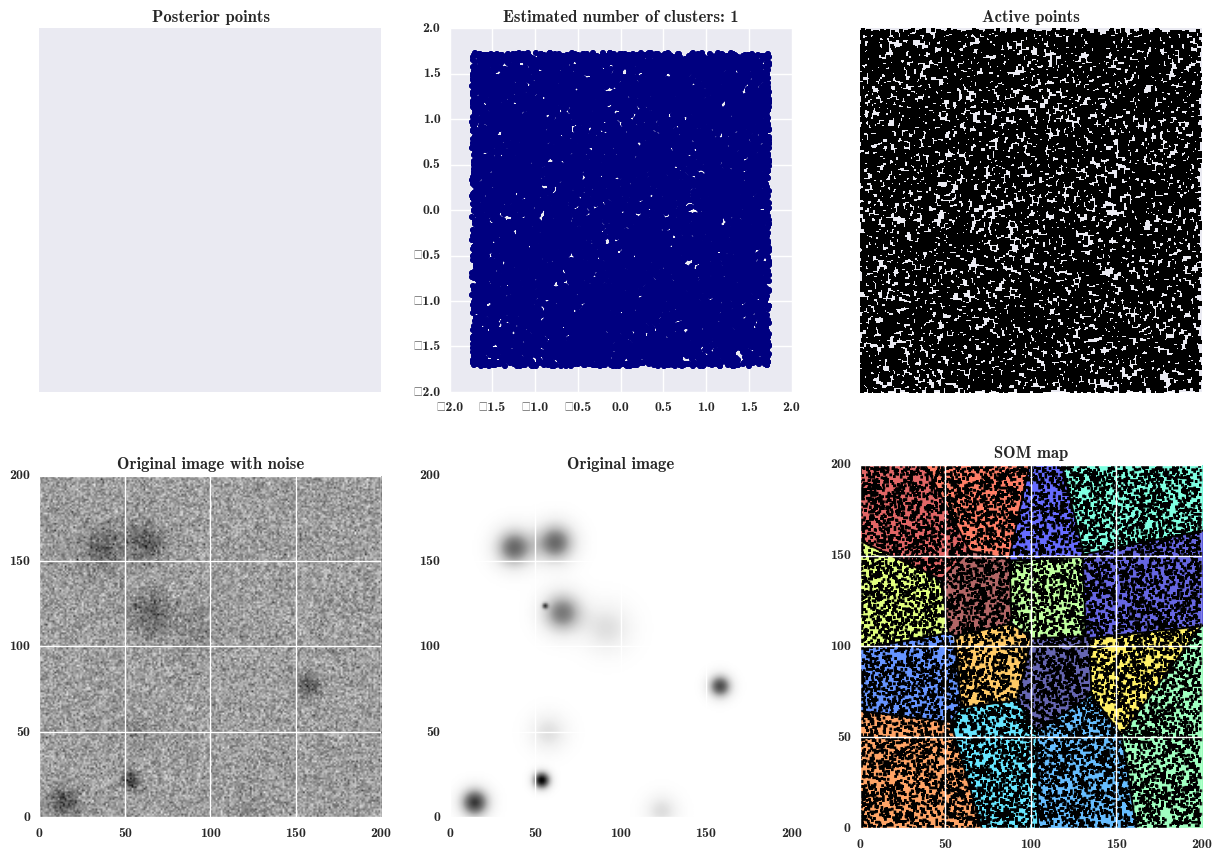 Posterior points
Estimated number of clusters: 1
Active points
2.0
1.5
1.0
0.5
0.0
□0.5
□1.0
□1.5
□2.0
□2.0 □1.5 □1.0 □0.5 0.0 0.5 1.0 1.5 2.0
Original image with noise
Original image
SOM map
200
150
100
50
0
0 50 100 150 200
200
150
100
50
0
0 50 100 150 200
200
150
100
50
0
0 50 100 150 200